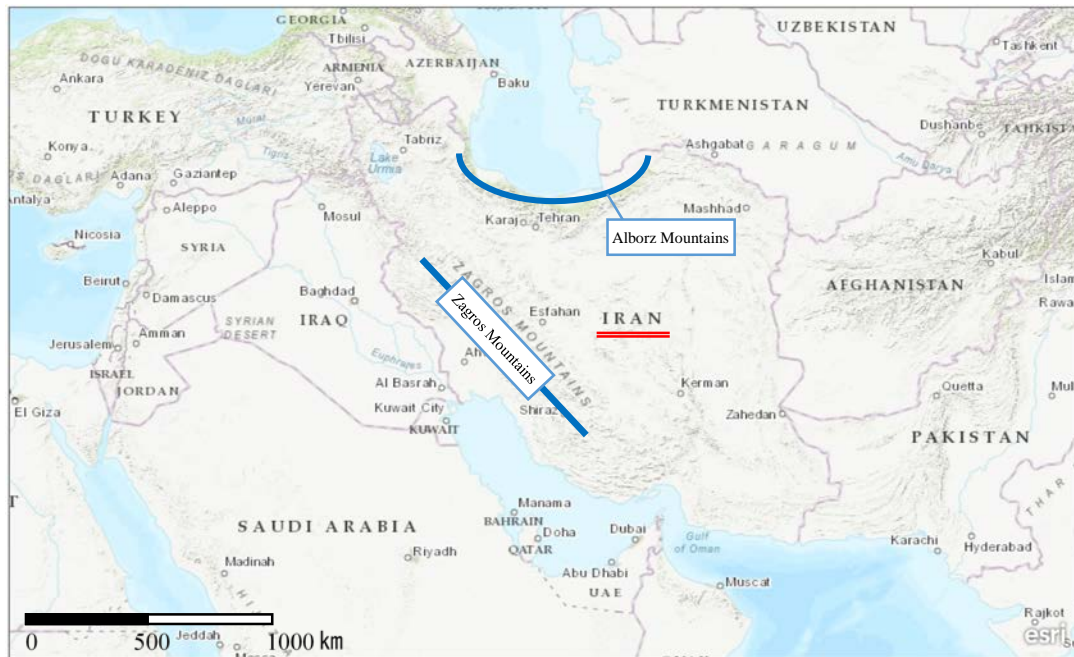 GEORGIA
Tbilisi
UZBEKISTAN
Tashkent
DOGU KARADENIZ DAGLARI
ARMENIA
AZERBAIJAN
Ankara
Yerevan
Baku
TURKMENISTAN
TURKEY
Murat
Dushanbe
Konya
Tabriz
Ashgabat
GARAGUM
Tigris
Lake
Urmia
Amu Darya
Adana
Gaziantep
Antalya
Aleppo
Mosul
Karaj
Tehran
Mashhad
Nicosia
SYRIA
Alborz Mountains
Kabul
Beirut
Damascus
Baghdad
ZAGROS MOUNTAINS
Zagros Mountains
Esfahan
IRAN
AFGHANISTAN
SYRIAN
DESERT
IRAQ
Amman
Jerusalem
Euphrates
ISRAEL
JORDAN
Al Basrah
Kerman
Quetta
El Giza
Kuwait City
KUWAIT
Shiraz
Zahedan
PAKISTAN
THAR
SAUDI ARABIA
Manama
BAHRAIN
Doha
QATAR
Dubai
Gulf
of Oman
Karachi
Hyderabad
Madinah
Riyadh
Abu Dhabi
UAE
Muscat
0 500 1000 km
Jeddah
Rajkot
esri